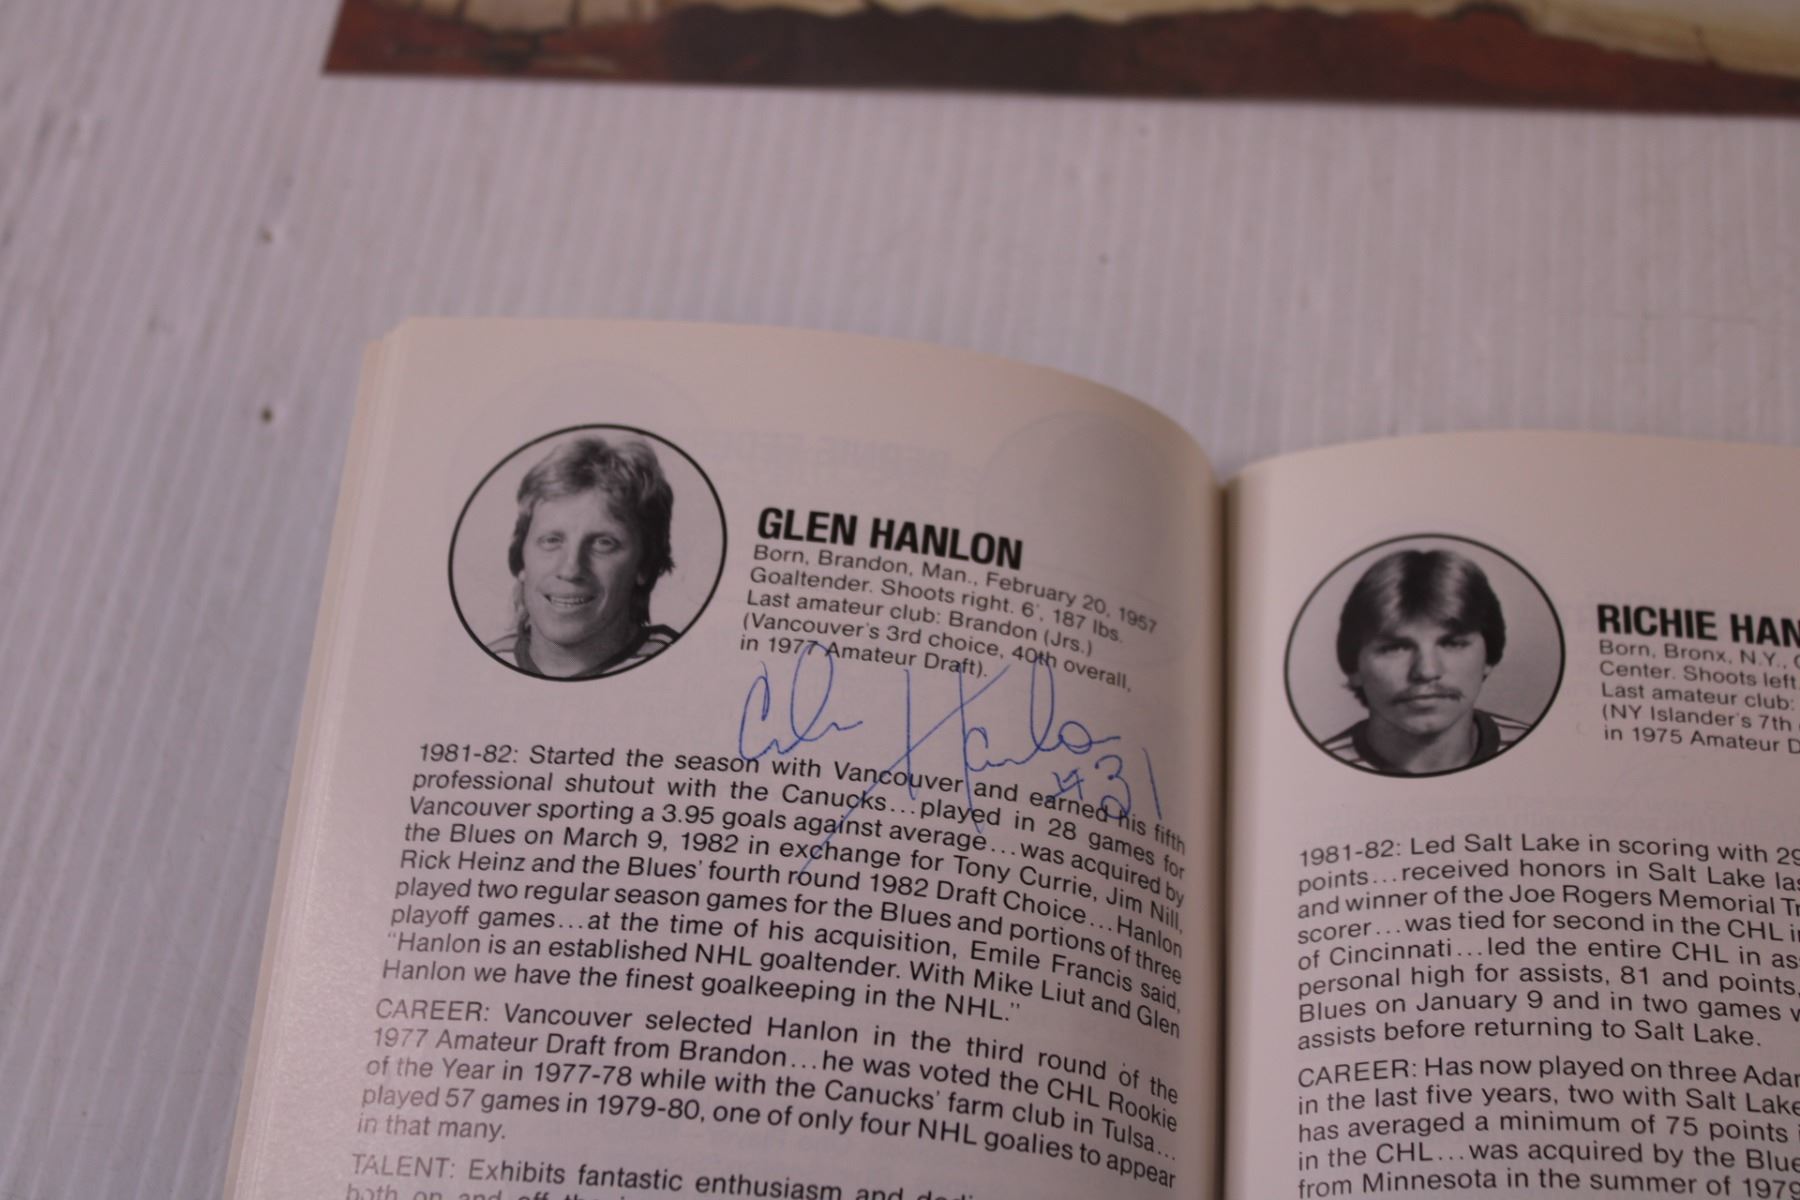 GLEN HANLON
Born, Brandon, Man., February 20, 1957
Goaltender. Shoots right. 6', 187 lbs.
Last amateur club: Brandon (Jrs.)
(Vancouver's 3rd choice, 40th overall,
in 1977 Amateur Draft).
Glen Hanlon
#31
1981-82: Started the season with Vancouver and earned his fifth
professional shutout with the Canucks...played in 28 games for
Vancouver sporting a 3.95 goals against average...was acquired by
the Blues on March 9, 1982 in exchange for Tony Currie, Jim Nill,
Rick Heinz and the Blues' fourth round 1982 Draft Choice...Hanlon
played two regular season games for the Blues and portions of three
playoff games...at the time of his acquisition, Emile Francis said,
"Hanlon is an established NHL goaltender. With Mike Liut and Glen
Hanlon we have the finest goalkeeping in the NHL."
CAREER: Vancouver selected Hanlon in the third round of the
1977 Amateur Draft from Brandon...he was voted the CHL Rookie
of the Year in 1977-78 while with the Canucks' farm club in Tulsa...
played 57 games in 1979-80, one of only four NHL goalies to appear
in that many.
TALENT: Exhibits fantastic enthusiasm and
both on and off the
RICHIE HAN
Born, Bronx, N.Y.,
Center. Shoots left
Last amateur club:
(NY Islander's 7th
in 1975 Amateur D
1981-82: Led Salt Lake in scoring with 29
points...received honors in Salt Lake las
and winner of the Joe Rogers Memorial Tr
scorer...was tied for second in the CHL i
of Cincinnati...led the entire CHL in as
personal high for assists, 81 and points,
Blues on January 9 and in two games w
assists before returning to Salt Lake.
CAREER: Has now played on three Adar
in the last five years, two with Salt Lake
has averaged a minimum of 75 points
in the CHL...was acquired by the Blue
from Minnesota in the summer of 1979